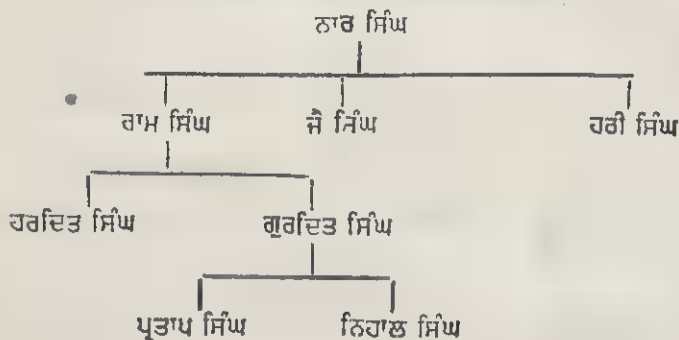 ਨਾਰ ਸਿੰਘ
ਰਾਮ ਸਿੰਘ ਜੈ ਸਿੰਘ ਹਰੀ ਸਿੰਘ
ਹਰਦਿਤ ਸਿੰਘ ਗੁਰਦਿਤ ਸਿੰਘ
ਪ੍ਰਤਾਪ ਸਿੰਘ ਨਿਹਾਲ ਸਿੰਘ